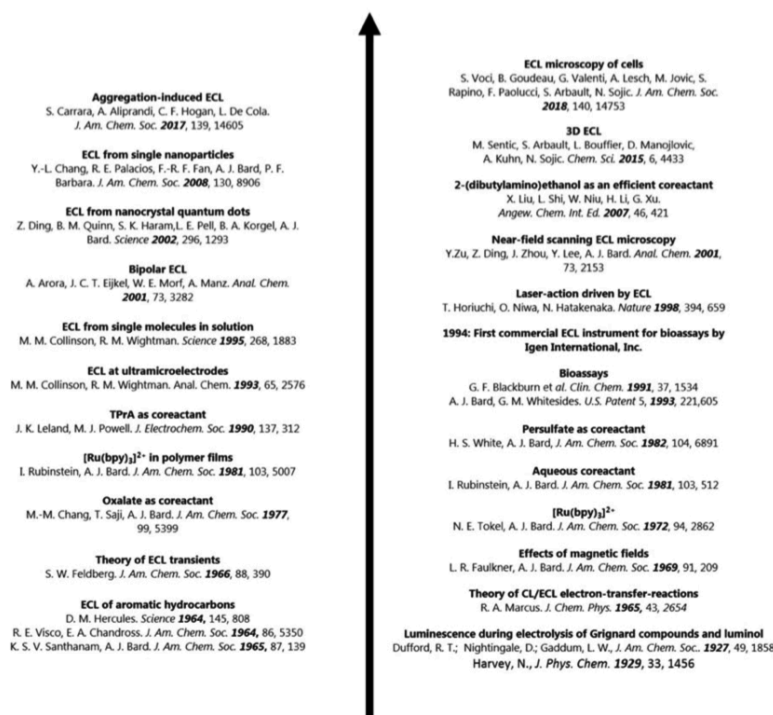 Aggregation-induced ECL
S. Carrara, A. Aliprandi, C. F. Hogan, L. De Cola.
J. Am. Chem. Soc. 2017, 139, 14605
ECL from single nanoparticles
Y.-L. Chang, R. E. Palacios, F.-R. F. Fan, A. J. Bard, P. F.
Barbara. J. Am. Chem. Soc. 2008, 130, 8906
ECL from nanocrystal quantum dots
Z. Ding, B. M. Quinn, S. K. Haram,L. E. Pell, B. A. Korgel, A. J.
Bard. Science 2002, 296, 1293
Bipolar ECL
A. Arora, J. C. T. Eijkel, W. E. Morf, A. Manz. Anal. Chem.
2001, 73, 3282
ECL from single molecules in solution
M. M. Collinson, R. M. Wightman. Science 1995, 268, 1883
ECL at ultramicroelectrodes
M. M. Collinson, R. M. Wightman. Anal. Chem. 1993, 65, 2576
TPrA as coreactant
J. K. Leland, M. J. Powell. J. Electrochem. Soc. 1990, 137, 312
[Ru(bpy)₃]²⁺ in polymer films
I. Rubinstein, A. J. Bard. J. Am. Chem. Soc. 1981, 103, 5007
Oxalate as coreactant
M.-M. Chang, T. Saji, A. J. Bard. J. Am. Chem. Soc. 1977,
99, 5399
Theory of ECL transients
S. W. Feldberg. J. Am. Chem. Soc. 1966, 88, 390
ECL of aromatic hydrocarbons
D. M. Hercules. Science 1964, 145, 808
R. E. Visco, E. A. Chandross. J. Am. Chem. Soc. 1964, 86, 5350
K. S. V. Santhanam, A. J. Bard. J. Am. Chem. Soc. 1965, 87, 139
ECL microscopy of cells
S. Voci, B. Goudeau, G. Valenti, A. Lesch, M. Jovic, S.
Rapino, F. Paolucci, S. Arbault, N. Sojic. J. Am. Chem. Soc.
2018, 140, 14753
3D ECL
M. Sentic, S. Arbault, L. Bouffier, D. Manojlovic,
A. Kuhn, N. Sojic. Chem. Sci. 2015, 6, 4433
2-(dibutylamino)ethanol as an efficient coreactant
X. Liu, L. Shi, W. Niu, H. Li, G. Xu.
Angew. Chem. Int. Ed. 2007, 46, 421
Near-field scanning ECL microscopy
Y.Zu, Z. Ding, J. Zhou, Y. Lee, A. J. Bard. Anal. Chem. 2001,
73, 2153
Laser-action driven by ECL
T. Horiuchi, O. Niwa, N. Hatakenaka. Nature 1998, 394, 659
1994: First commercial ECL instrument for bioassays by
Igen International, Inc.
Bioassays
G. F. Blackburn et al. Clin. Chem. 1991, 37, 1534
A. J. Bard, G. M. Whitesides. U.S. Patent 5, 1993, 221,605
Persulfate as coreactant
H. S. White, A. J. Bard, J. Am. Chem. Soc. 1982, 104, 6891
Aqueous coreactant
I. Rubinstein, A. J. Bard. J. Am. Chem. Soc. 1981, 103, 512
[Ru(bpy)₃]²⁺
N. E. Tokel, A. J. Bard. J. Am. Chem. Soc. 1972, 94, 2862
Effects of magnetic fields
L. R. Faulkner, A. J. Bard. J. Am. Chem. Soc. 1969, 91, 209
Theory of CL/ECL electron-transfer-reactions
R. A. Marcus. J. Chem. Phys. 1965, 43, 2654
Luminescence during electrolysis of Grignard compounds and luminol
Dufford, R. T.; Nightingale, D.; Gaddum, L. W., J. Am. Chem. Soc.. 1927, 49, 1858
Harvey, N., J. Phys. Chem. 1929, 33, 1456